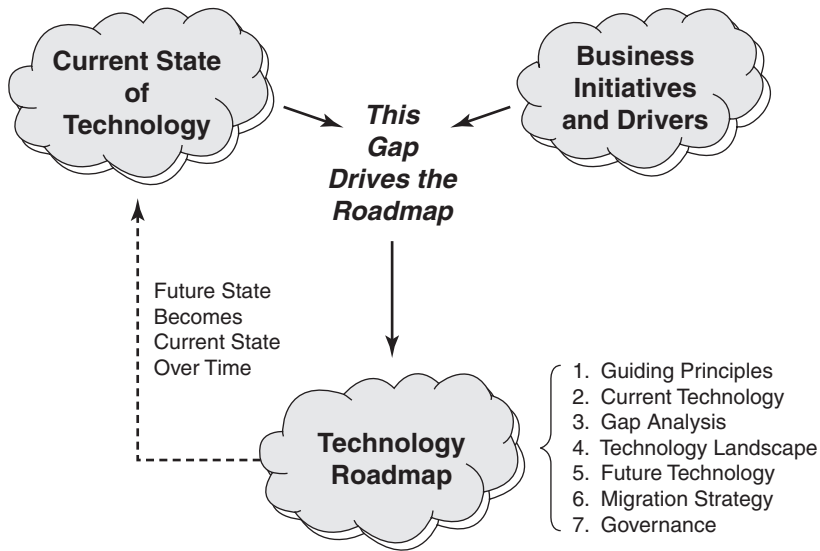 Current State
of
Technology
Business
Initiatives
and Drivers
This
Gap
Drives the
Roadmap
Future State
Becomes
Current State
Over Time
Technology
Roadmap
1. Guiding Principles
2. Current Technology
3. Gap Analysis
4. Technology Landscape
5. Future Technology
6. Migration Strategy
7. Governance